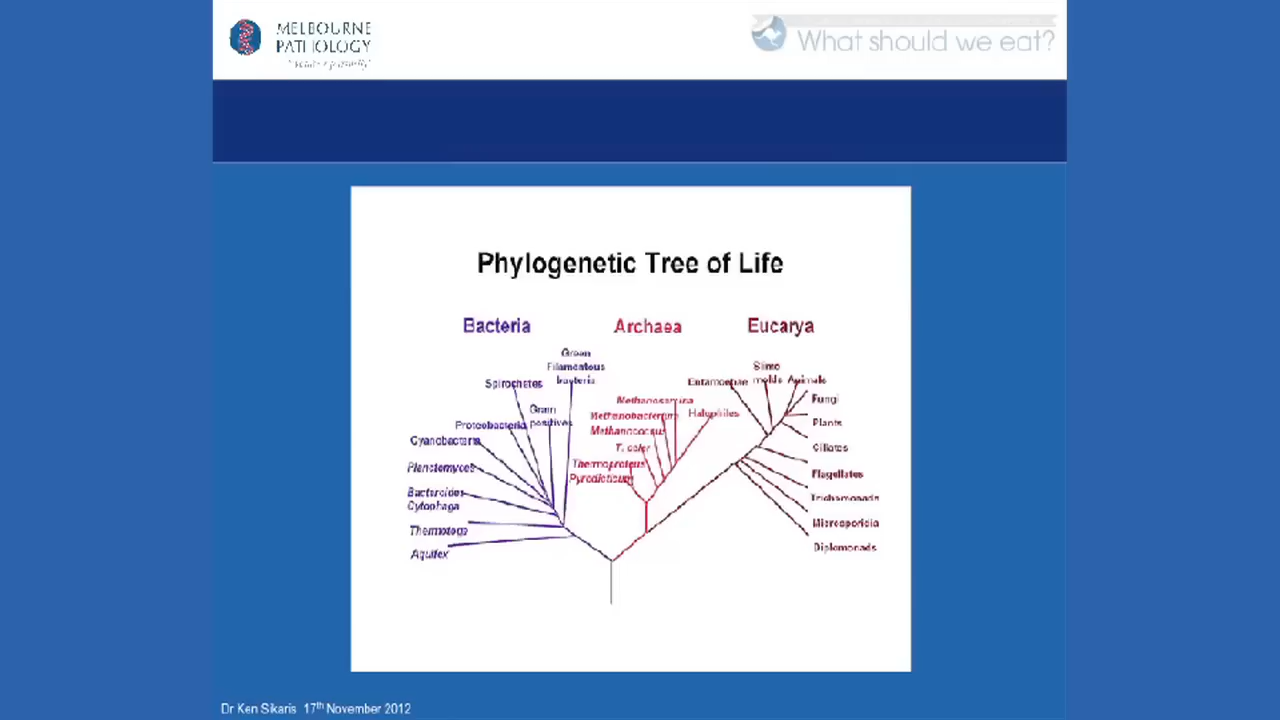 MELBOURNE
PATHOLOGY
What should we eat?
Phylogenetic Tree of Life
Bacteria
Archaea
Eucarya
Green
Filamentous
bacteria
Slime
molds
Animals
Entamoebae
Spirochetes
Fungi
Methanosarcina
Gram
positives
Methanobacterium
Halophiles
Proteobacteria
Plants
Methanococcus
Cyanobacteria
T. celer
Ciliates
Thermoproteus
Planctomyces
Pyrodicticum
Flagellates
Bacteroides
Cytophaga
Trichomonads
Thermotoga
Microsporidia
Aquifex
Diplomonads
Dr Ken Sikaris 17th November 2012